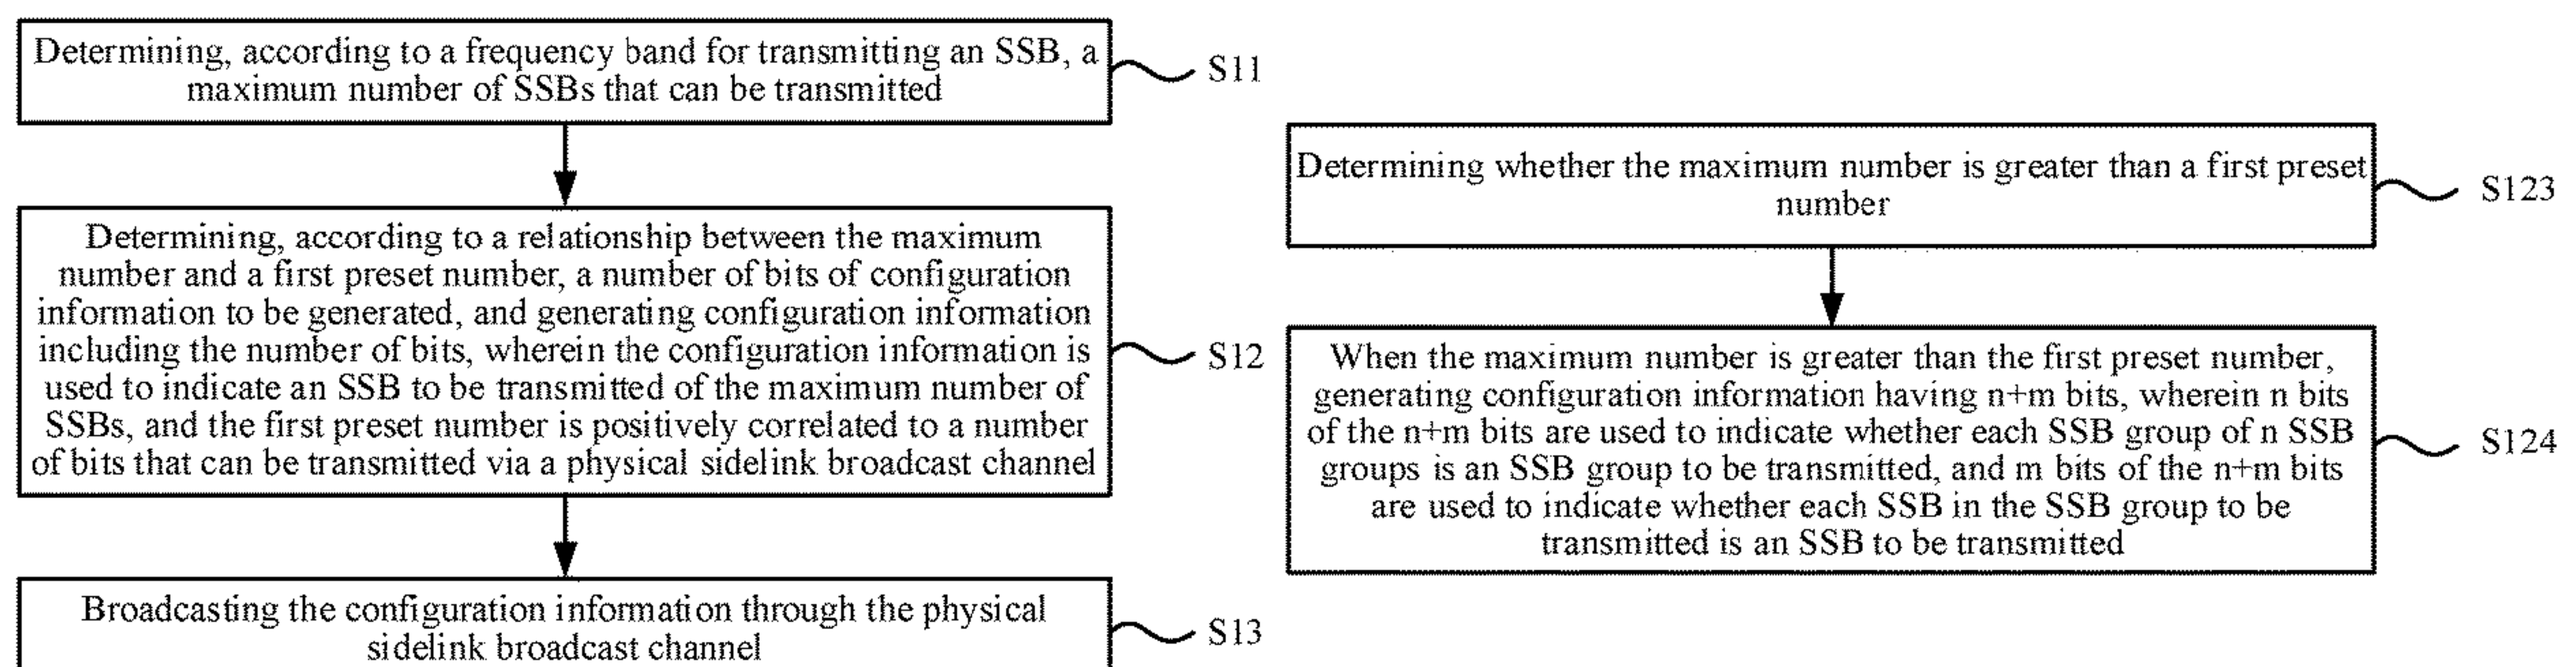 Determining, according to a frequency band for transmitting an SSB, a
maximum number of SSBs that can be transmitted
S11
Determining, according to a relationship between the maximum
number and a first preset number, a number of bits of configuration
information to be generated, and generating configuration information
including the number of bits, wherein the configuration information is
used to indicate an SSB to be transmitted of the maximum number of
SSBs, and the first preset number is positively correlated to a number
of bits that can be transmitted via a physical sidelink broadcast channel
S12
Broadcasting the configuration information through the physical
sidelink broadcast channel
S13
Determining whether the maximum number is greater than a first preset
number
S123
When the maximum number is greater than the first preset number,
generating configuration information having n+m bits, wherein n bits
of the n+m bits are used to indicate whether each SSB group of n SSB
groups is an SSB group to be transmitted, and m bits of the n+m bits
are used to indicate whether each SSB in the SSB group to be
transmitted is an SSB to be transmitted
S124